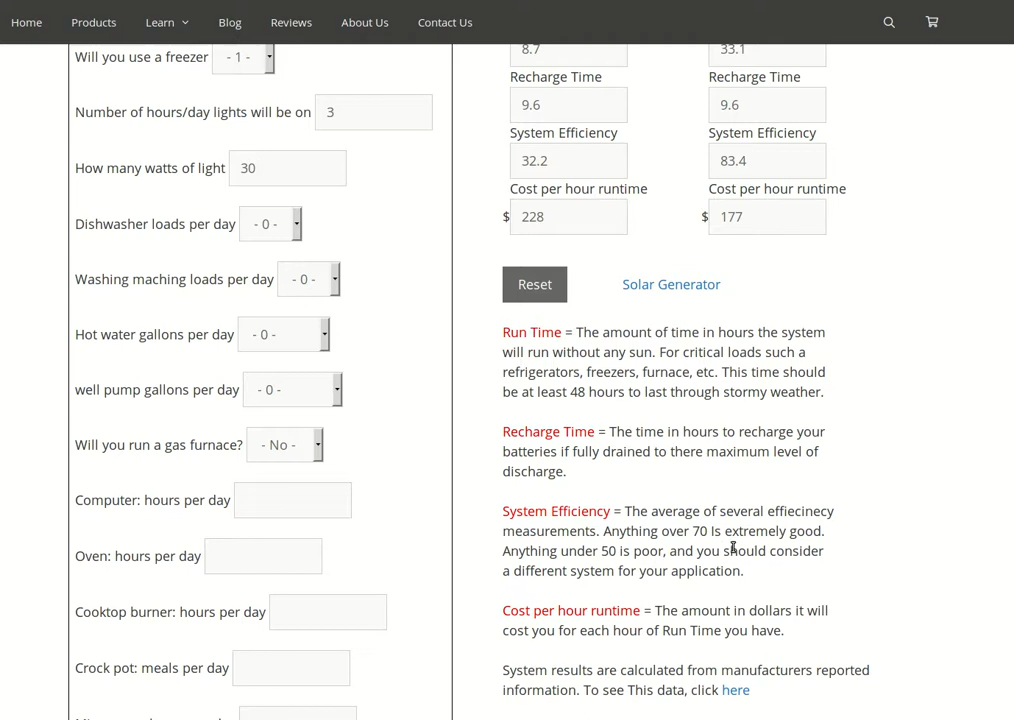 Home Products Learn Blog Reviews About Us Contact Us
Will you use a freezer - 1 -
Number of hours/day lights will be on 3
How many watts of light 30
Dishwasher loads per day - 0 -
Washing maching loads per day - 0 -
Hot water gallons per day - 0 -
well pump gallons per day - 0 -
Will you run a gas furnace? - No -
Computer: hours per day
Oven: hours per day
Cooktop burner: hours per day
Crock pot: meals per day
8.7 33.1
Recharge Time Recharge Time
9.6 9.6
System Efficiency System Efficiency
32.2 83.4
Cost per hour runtime Cost per hour runtime
$ 228 $ 177
Reset Solar Generator
Run Time = The amount of time in hours the system
will run without any sun. For critical loads such a
refrigerators, freezers, furnace, etc. This time should
be at least 48 hours to last through stormy weather.
Recharge Time = The time in hours to recharge your
batteries if fully drained to there maximum level of
discharge.
System Efficiency = The average of several effiecinecy
measurements. Anything over 70 Is extremely good.
Anything under 50 is poor, and you should consider
a different system for your application.
Cost per hour runtime = The amount in dollars it will
cost you for each hour of Run Time you have.
System results are calculated from manufacturers reported
information. To see This data, click here